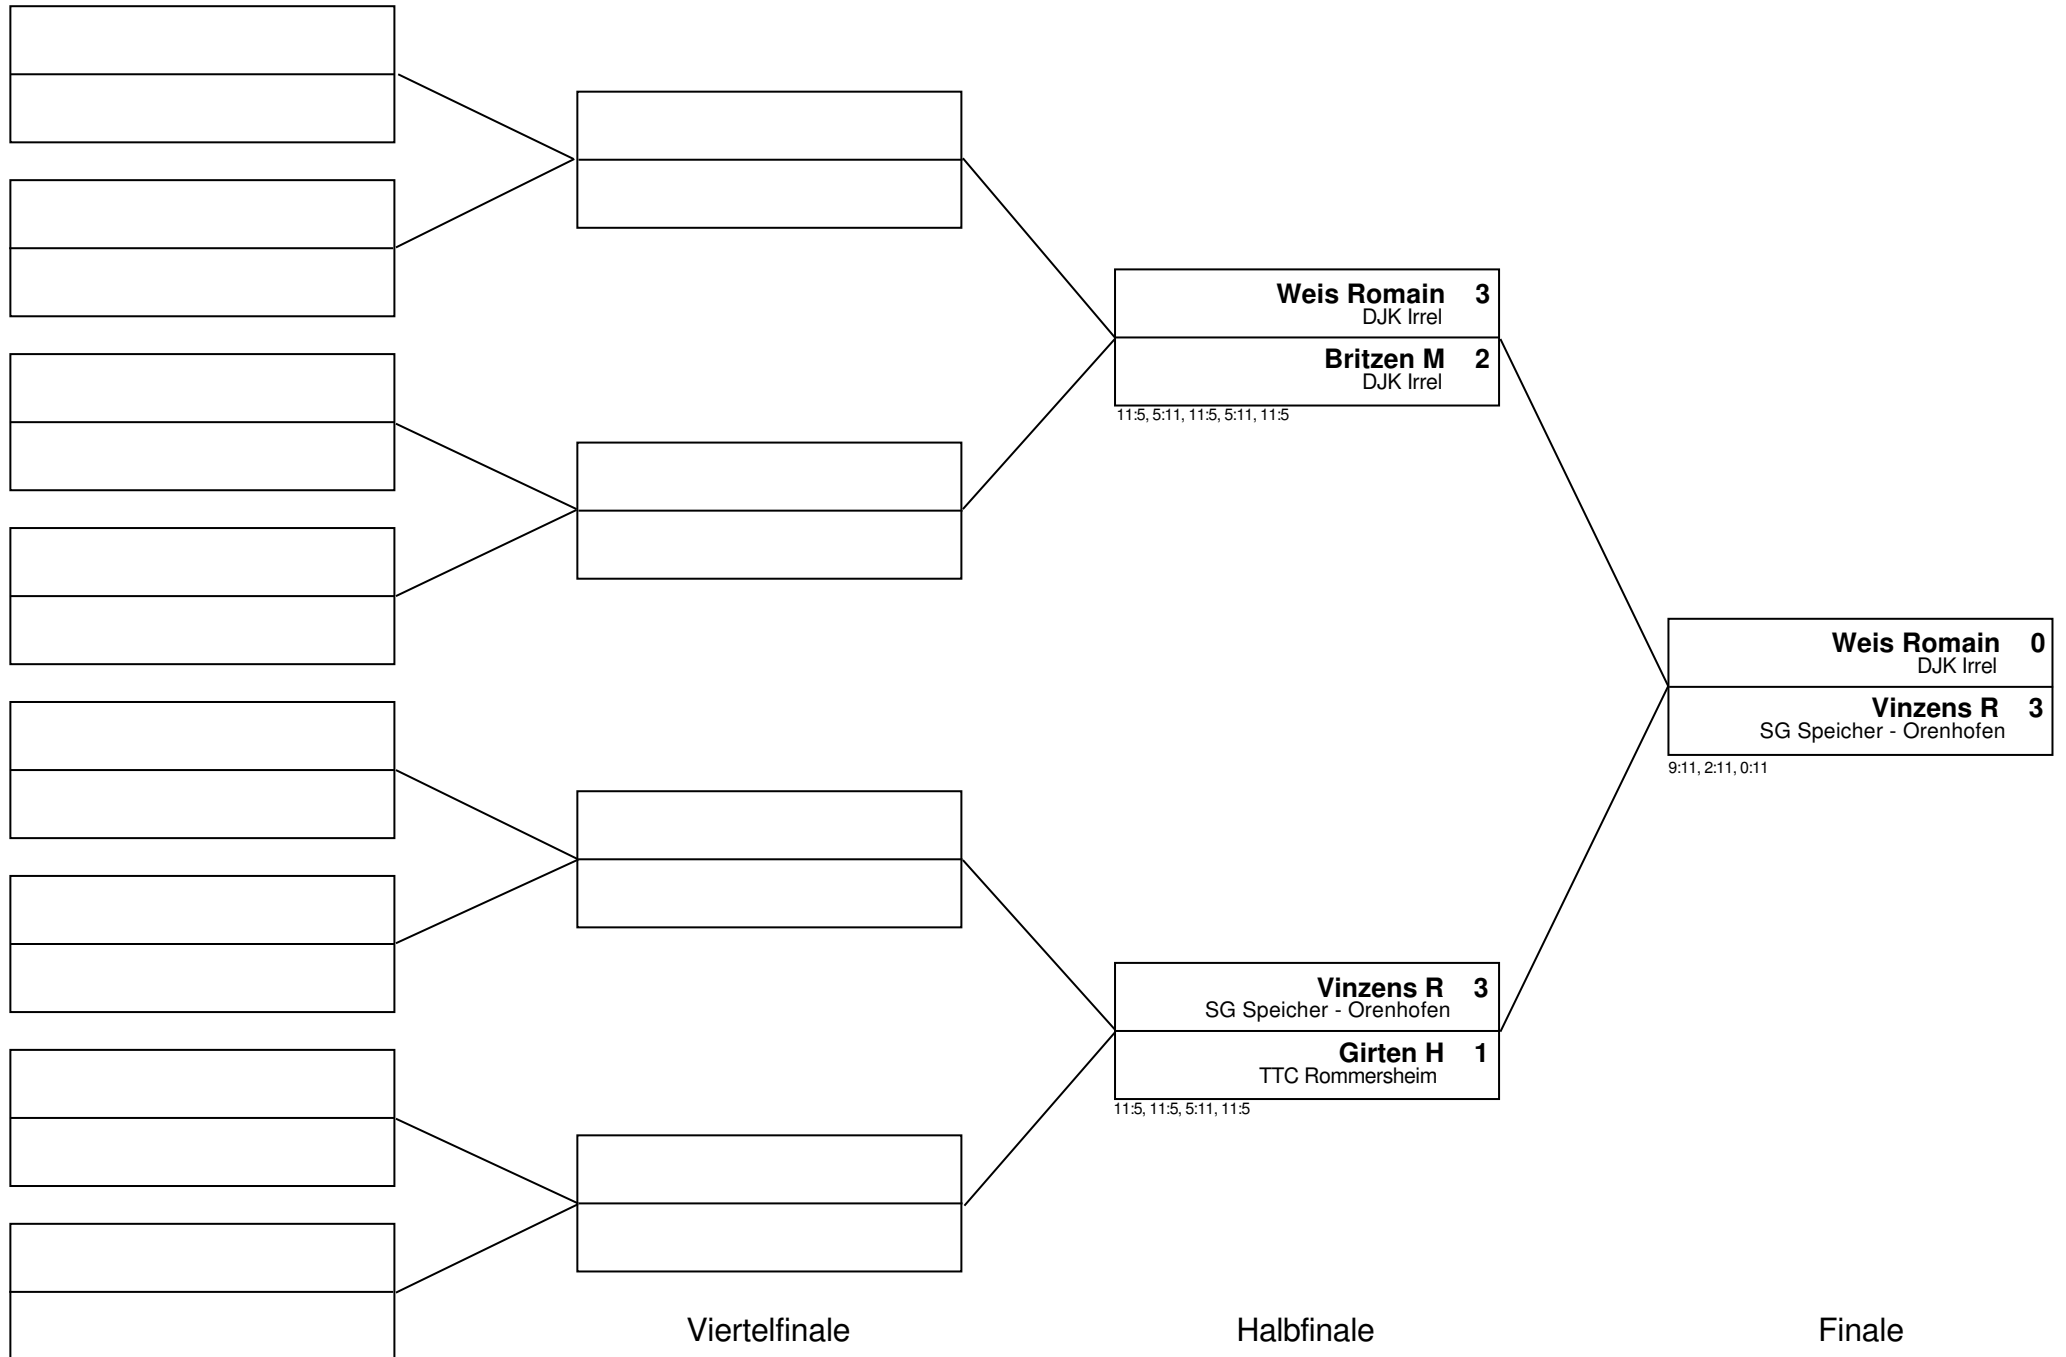 Weis Romain 3
DJK Irrel
Britzen M 2
DJK Irrel
11:5, 5:11, 11:5, 5:11, 11:5
Weis Romain 0
DJK Irrel
Vinzens R 3
SG Speicher - Orenhofen
9:11, 2:11, 0:11
Vinzens R 3
SG Speicher - Orenhofen
Girten H 1
TTC Rommersheim
11:5, 11:5, 5:11, 11:5
Viertelfinale Halbfinale Finale